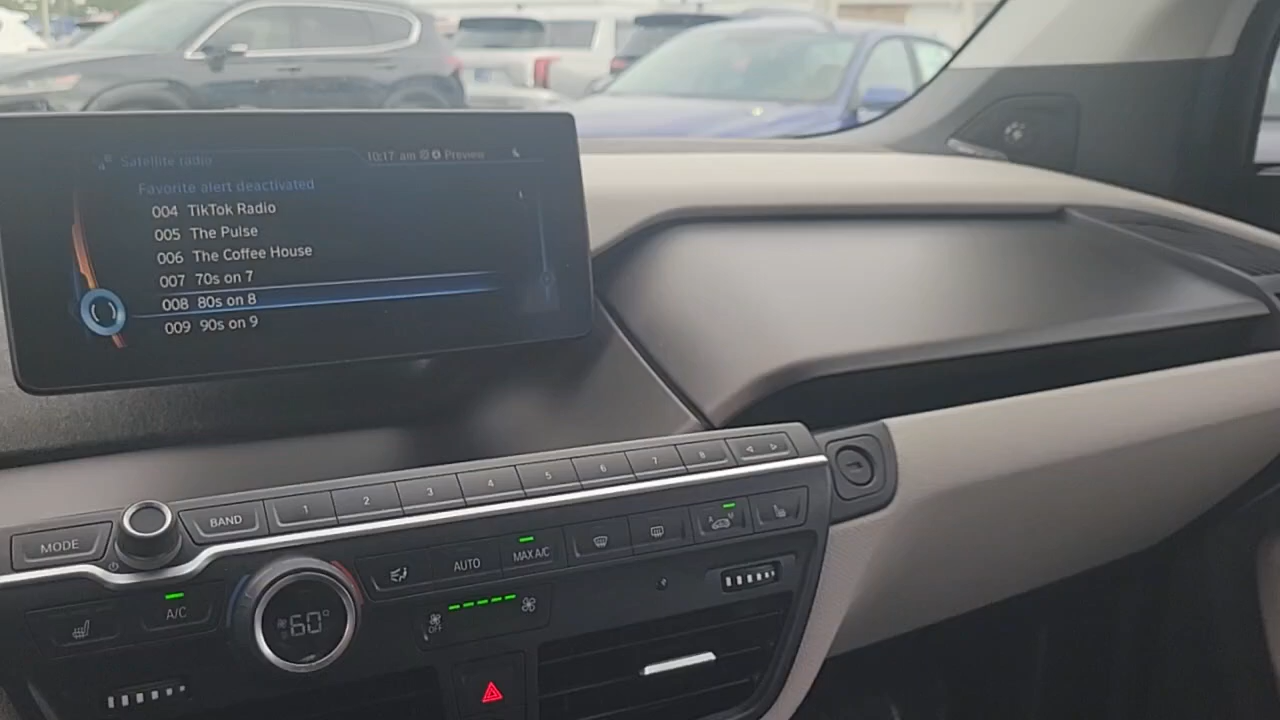 Satellite radio 10:17 am Preview
Favorite alert deactivated
004 TikTok Radio
005 The Pulse
006 The Coffee House
007 70s on 7
008 80s on 8
009 90s on 9
MODE BAND 1 2 3 4 5 6 7 8
AUTO MAX A/C A M
A/C 60° OFF